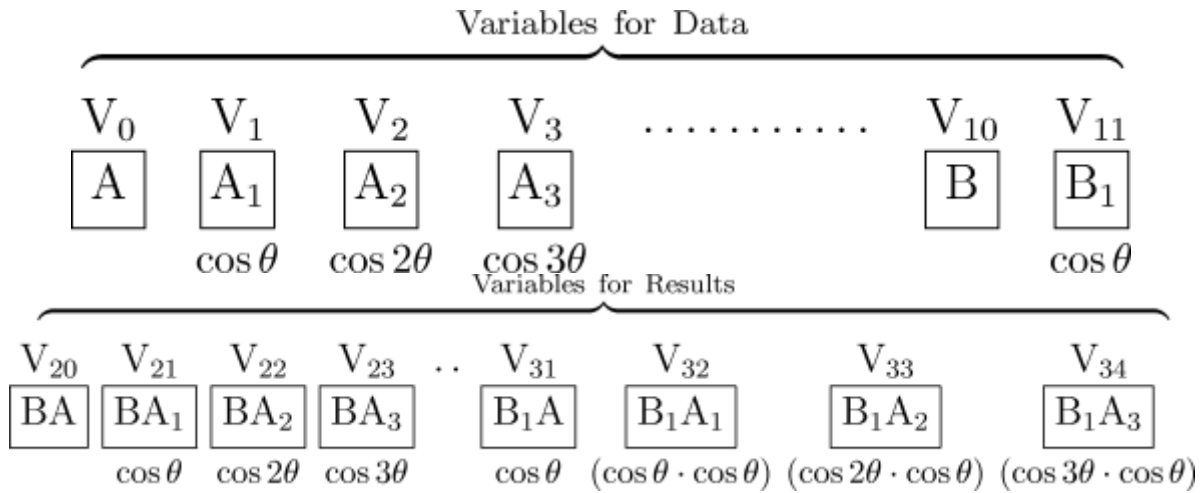 Variables for Data
V₀ V₁ V₂ V₃ ........... V₁₀ V₁₁
A A₁ A₂ A₃ B B₁
cos θ cos 2θ cos 3θ cos θ
Variables for Results
V₂₀ V₂₁ V₂₂ V₂₃ .. V₃₁ V₃₂ V₃₃ V₃₄
BA BA₁ BA₂ BA₃ B₁A B₁A₁ B₁A₂ B₁A₃
cos θ cos 2θ cos 3θ cos θ (cos θ · cos θ) (cos 2θ · cos θ) (cos 3θ · cos θ)